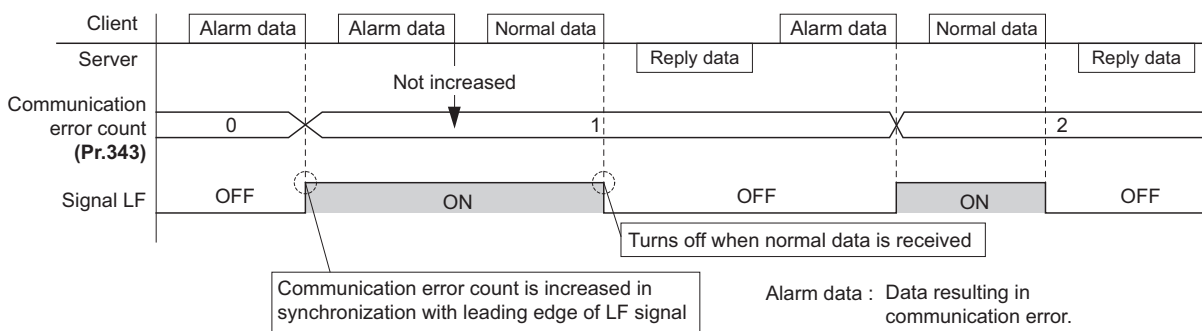 Client
Alarm data
Alarm data
Normal data
Alarm data
Normal data
Server
Reply data
Reply data
Not increased
Communication
error count
(Pr.343)
0
1
2
Signal LF
OFF
ON
OFF
ON
OFF
Turns off when normal data is received
Communication error count is increased in
synchronization with leading edge of LF signal
Alarm data : Data resulting in
communication error.